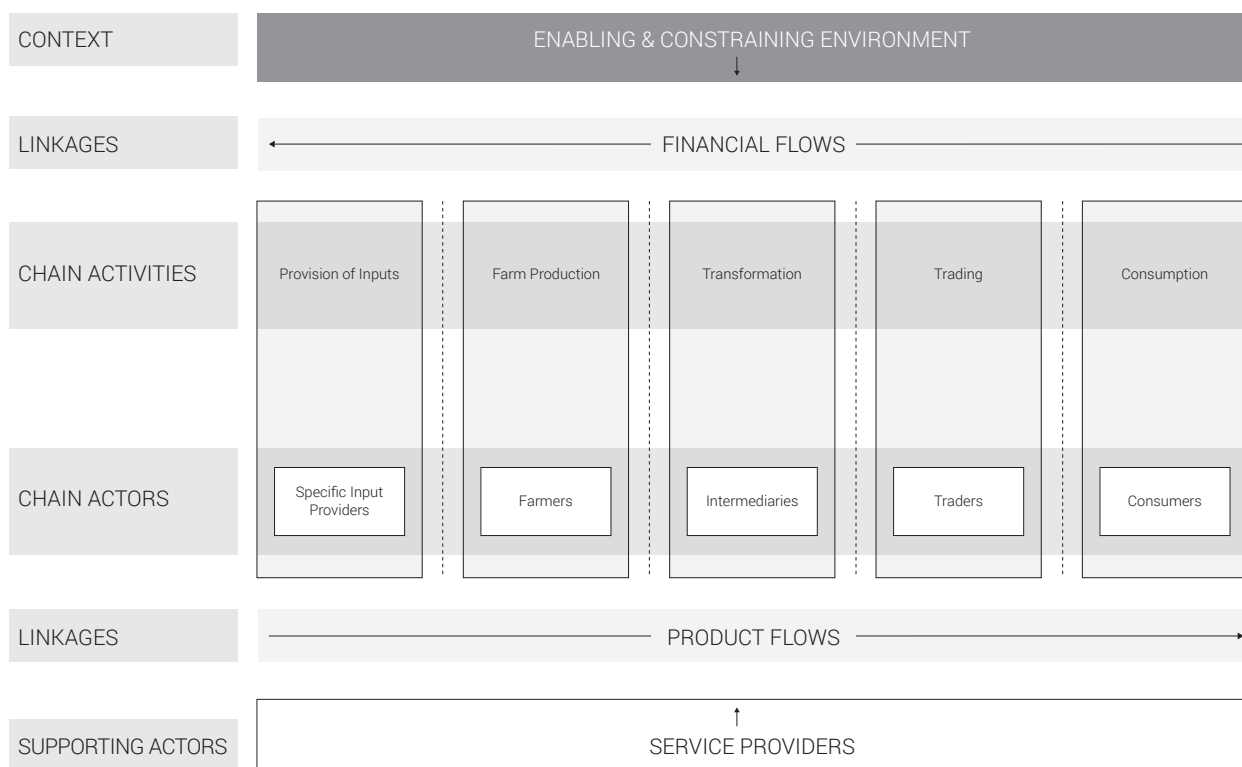 CONTEXT
ENABLING & CONSTRAINING ENVIRONMENT
LINKAGES
FINANCIAL FLOWS
CHAIN ACTIVITIES
Provision of Inputs
Farm Production
Transformation
Trading
Consumption
CHAIN ACTORS
Specific Input
Providers
Farmers
Intermediaries
Traders
Consumers
LINKAGES
PRODUCT FLOWS
SUPPORTING ACTORS
SERVICE PROVIDERS